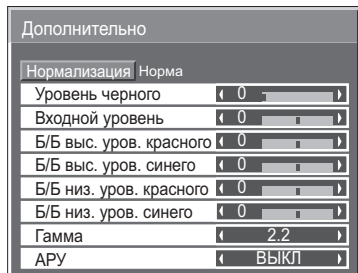 Дополнительно
Нормализация Норма
Уровень черного 0
Входной уровень 0
Б/Б выс. уров. красного 0
Б/Б выс. уров. синего 0
Б/Б низ. уров. красного 0
Б/Б низ. уров. синего 0
Гамма 2.2
АРУ ВЫКЛ